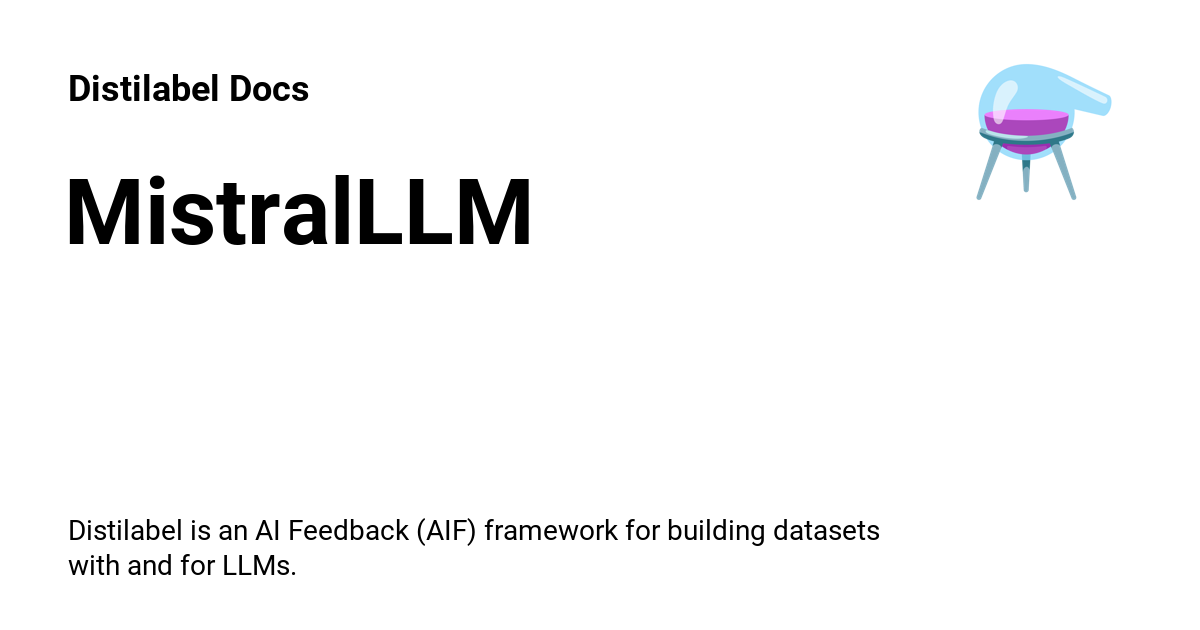 Distilabel Docs
MistralLLM
Distilabel is an AI Feedback (AIF) framework for building datasets
with and for LLMs.